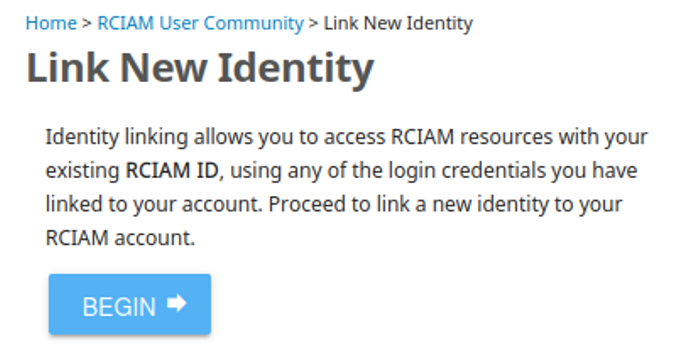 Home > RCIAM User Community > Link New Identity
Link New Identity
Identity linking allows you to access RCIAM resources with your
existing RCIAM ID, using any of the login credentials you have
linked to your account. Proceed to link a new identity to your
RCIAM account.
BEGIN